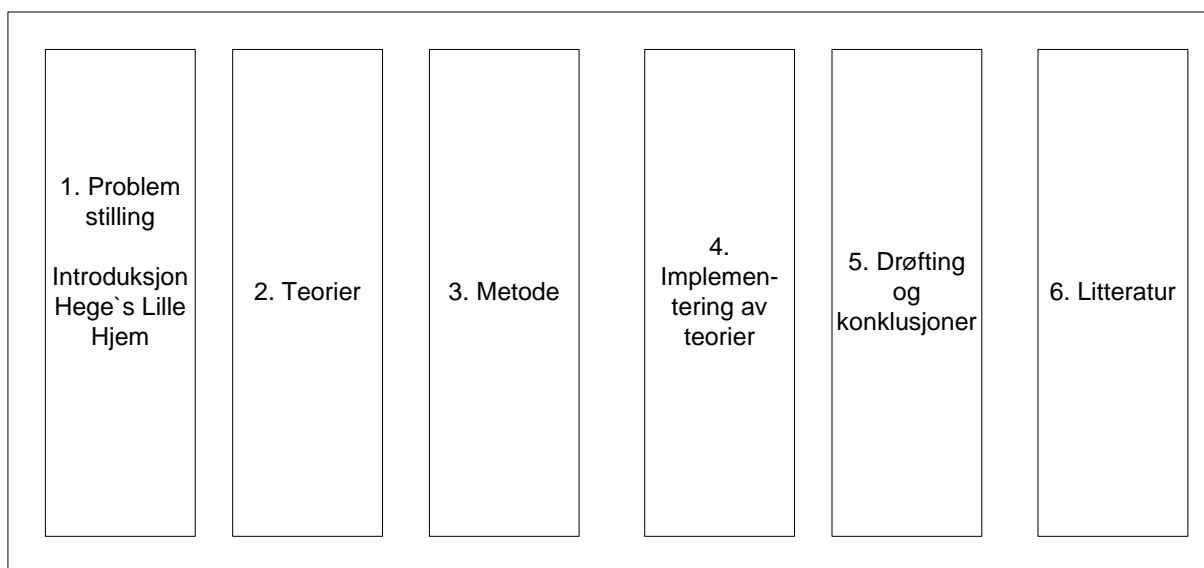 1. Problem
stilling
Introduksjon
Hege`s Lille
Hjem
2. Teorier
3. Metode
4.
Implemen-
tering av
teorier
5. Drøfting
og
konklusjoner
6. Litteratur